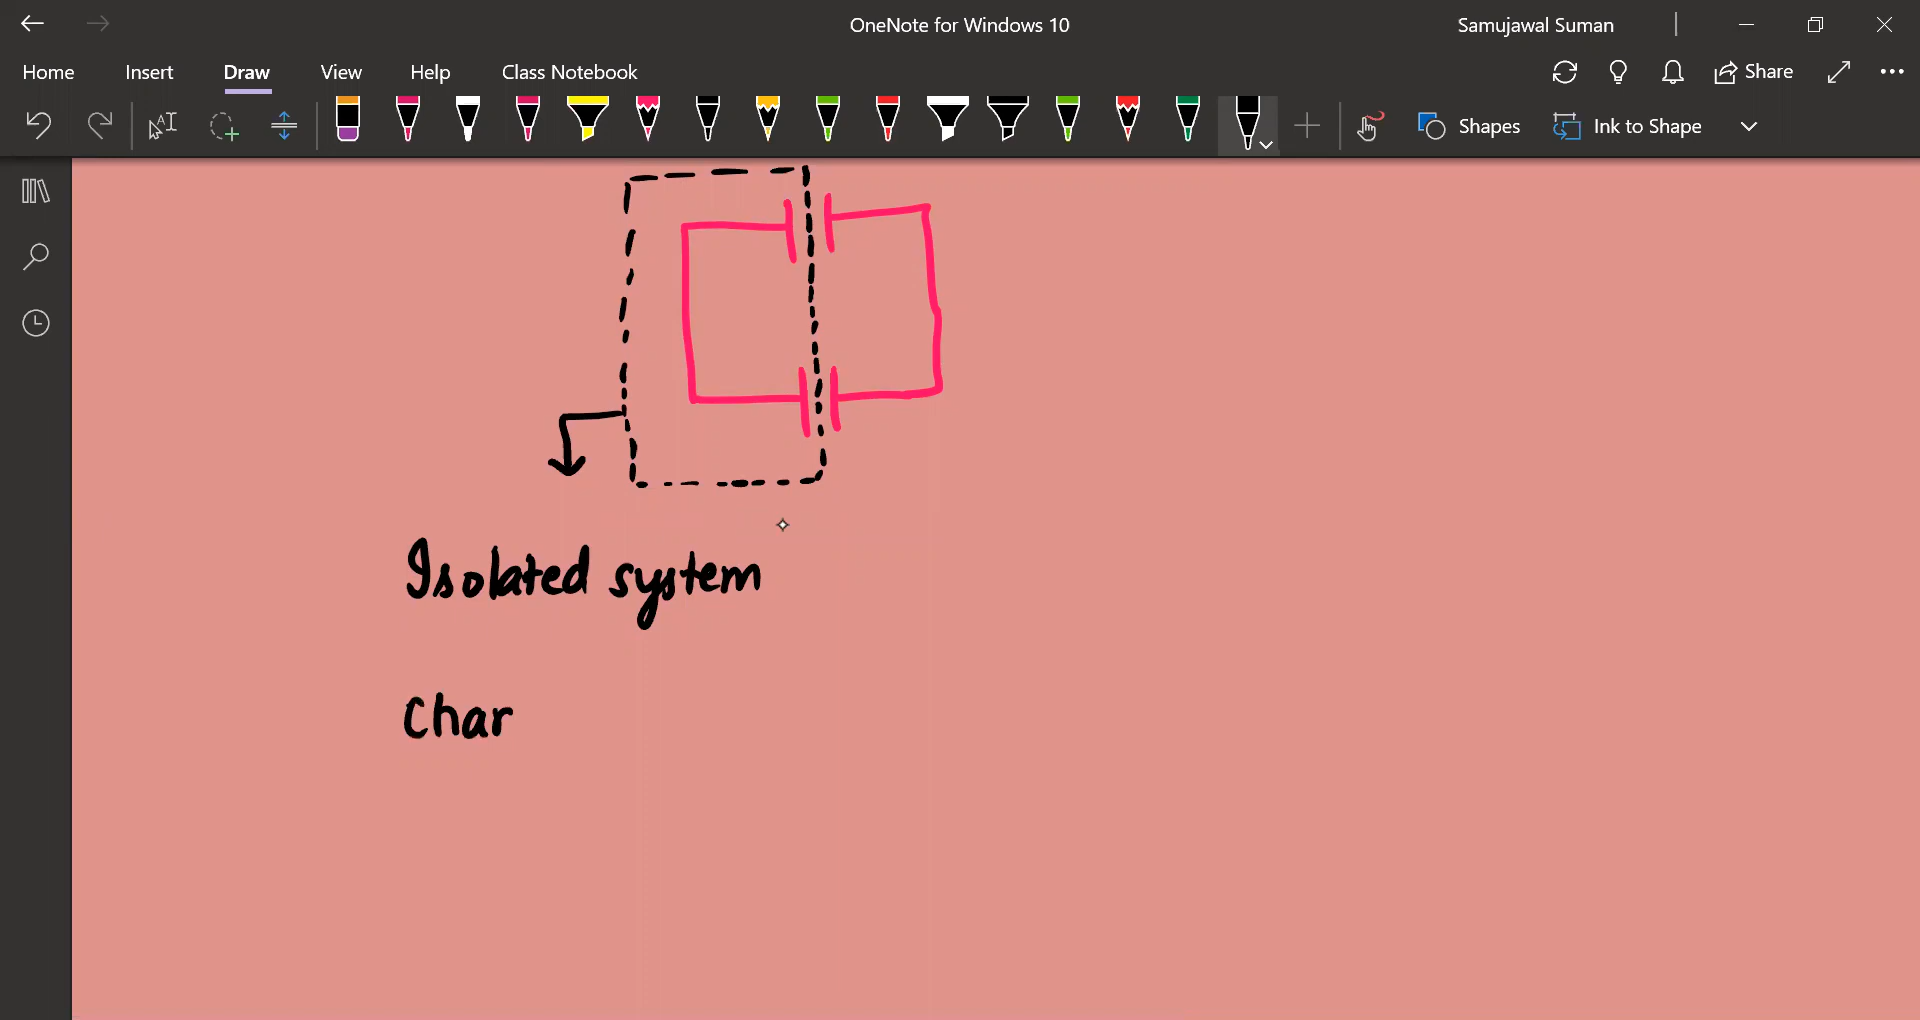 OneNote for Windows 10
Samujawal Suman
Home Insert Draw View Help Class Notebook
Share
Shapes Ink to Shape
Isolated system
Char